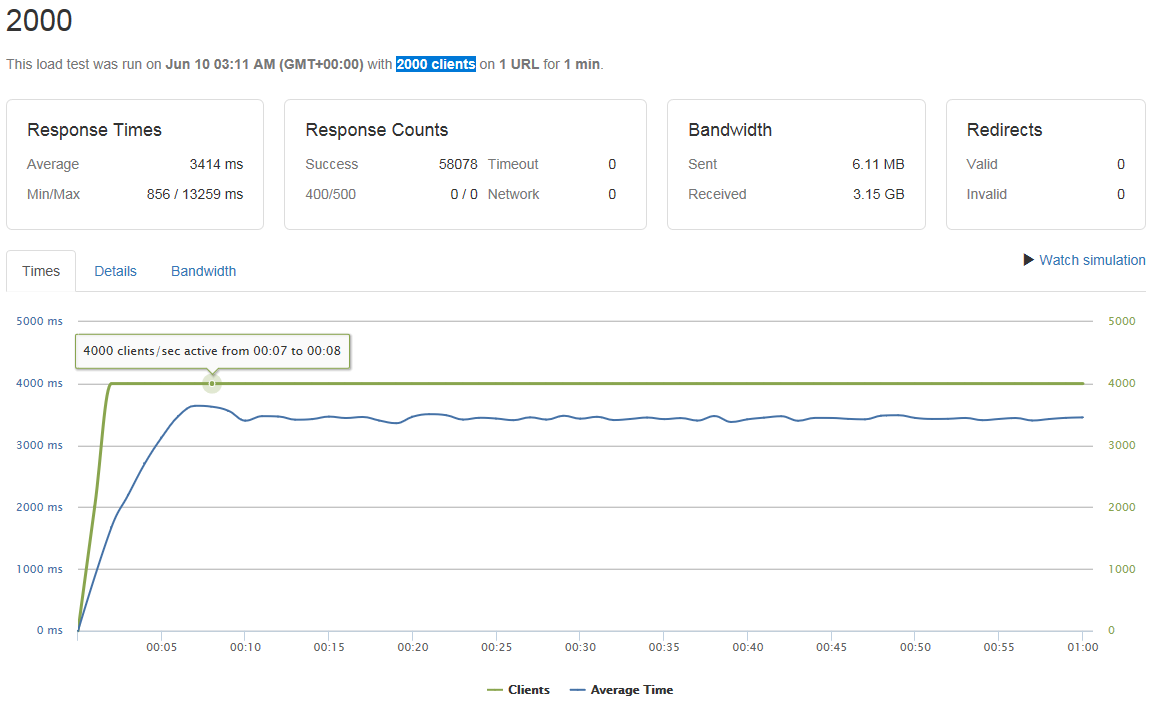 2000
This load test was run on Jun 10 03:11 AM (GMT+00:00) with 2000 clients on 1 URL for 1 min.
Response Times
Average 3414 ms
Min/Max 856 / 13259 ms
Response Counts
Success 58078 Timeout 0
400/500 0 / 0 Network 0
Bandwidth
Sent 6.11 MB
Received 3.15 GB
Redirects
Valid 0
Invalid 0
Times Details Bandwidth
Watch simulation
5000 ms 5000
4000 clients/sec active from 00:07 to 00:08
4000 ms 4000
3000 ms 3000
2000 ms 2000
1000 ms 1000
0 ms 0
00:05 00:10 00:15 00:20 00:25 00:30 00:35 00:40 00:45 00:50 00:55 01:00
Clients Average Time